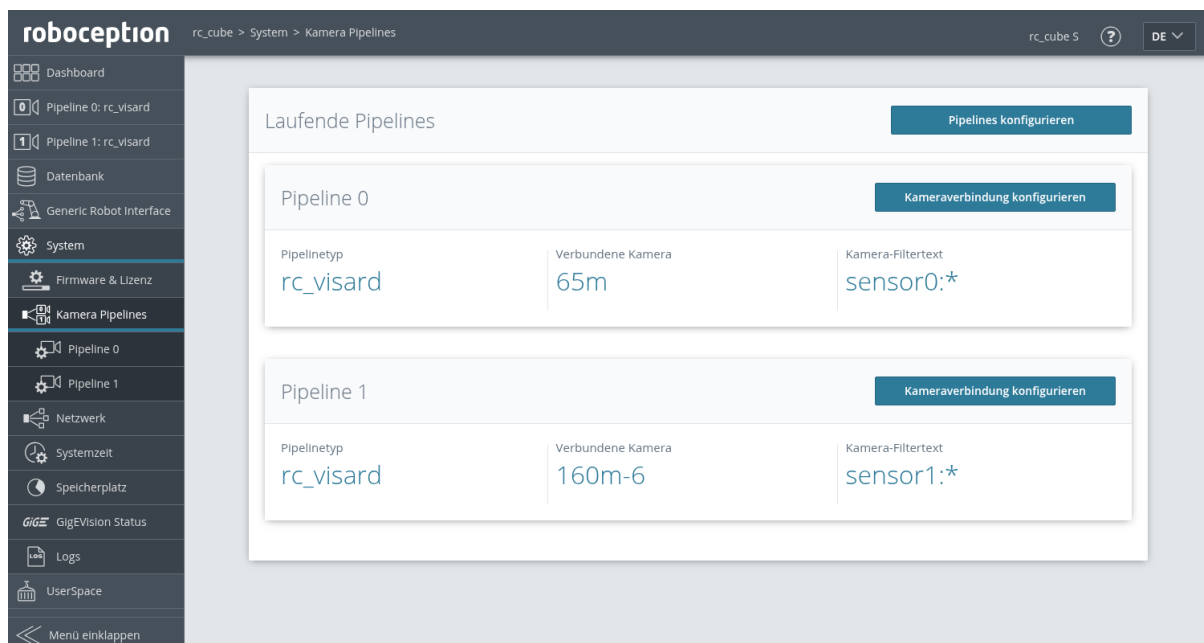 roboception
rc_cube > System > Kamera Pipelines
rc_cube S
?
DE
Dashboard
0 Pipeline 0: rc_visard
1 Pipeline 1: rc_visard
Datenbank
Generic Robot Interface
System
Firmware & Lizenz
0 1 Kamera Pipelines
Pipeline 0
Pipeline 1
Netzwerk
Systemzeit
Speicherplatz
GiGE GigEVision Status
LOG Logs
UserSpace
Menü einklappen
Laufende Pipelines
Pipelines konfigurieren
Pipeline 0
Kameraverbindung konfigurieren
Pipelinetyp Verbundene Kamera Kamera-Filtertext
rc_visard 65m sensor0:*
Pipeline 1
Kameraverbindung konfigurieren
Pipelinetyp Verbundene Kamera Kamera-Filtertext
rc_visard 160m-6 sensor1:*